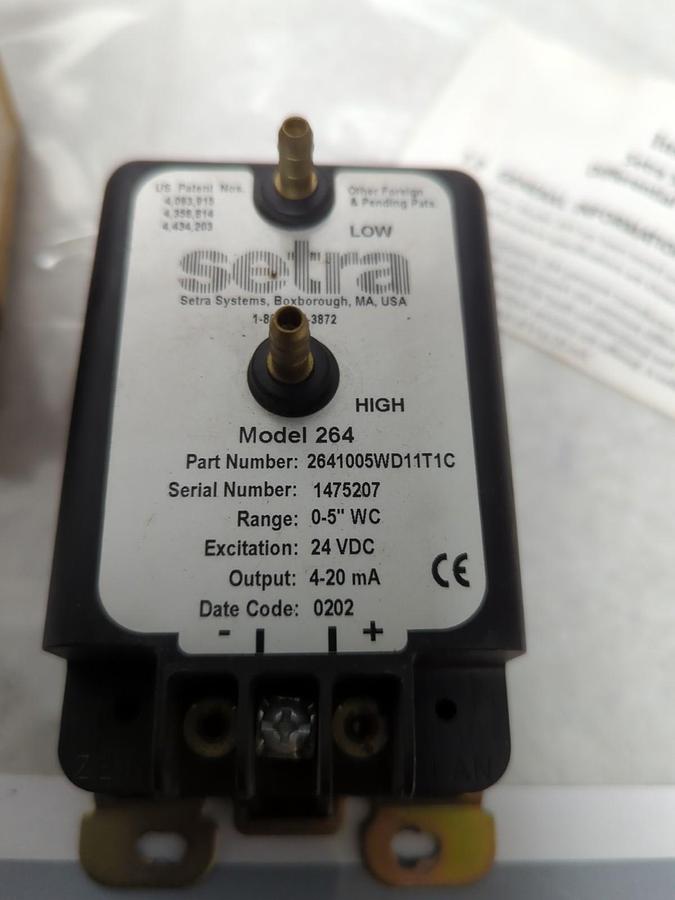 US Patent Nos.
4,093,915
4,358,814
4,434,203
Other Foreign
& Pending Pats.
LOW
setra
Setra Systems, Boxborough, MA, USA
3872
HIGH
Model 264
Part Number: 2641005WD11T1C
Serial Number: 1475207
Range: 0-5" WC
Excitation: 24 VDC
Output: 4-20 mA
CE
Date Code: 0202
- +